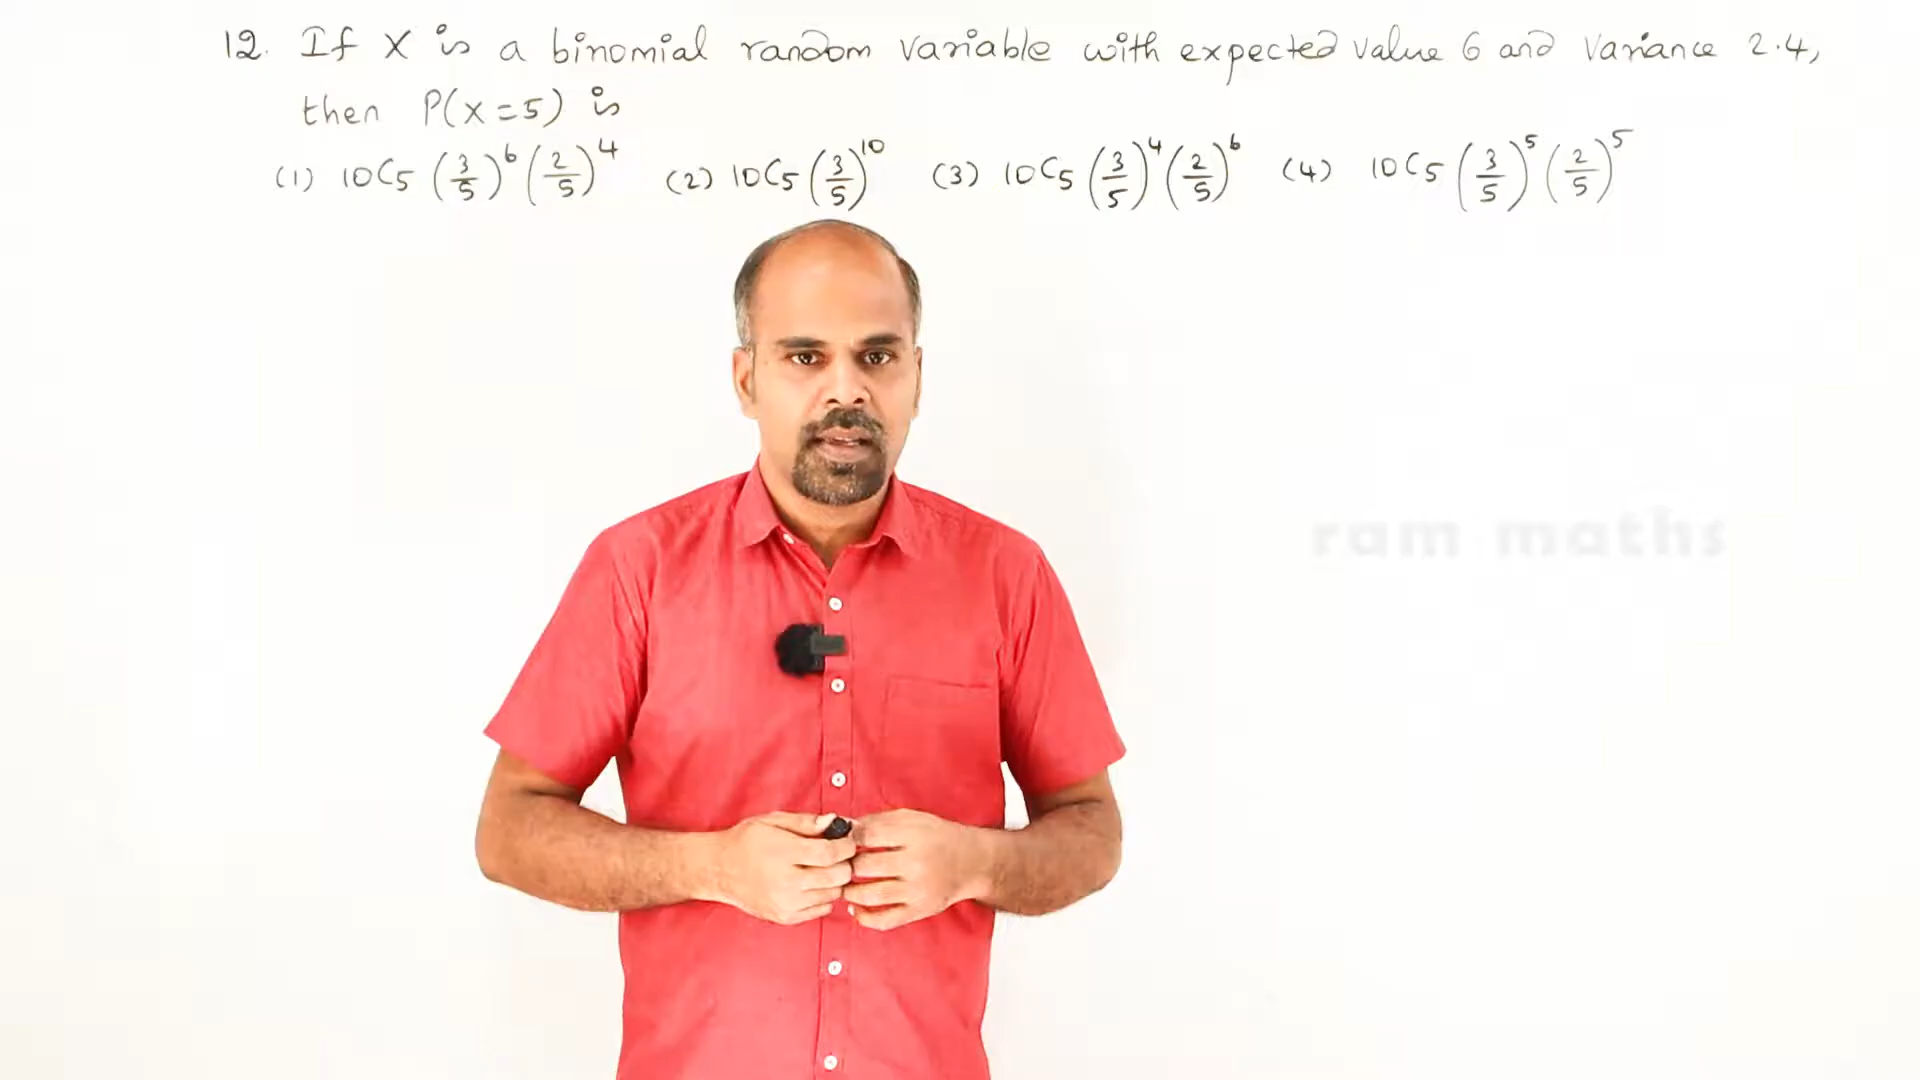 12. If X is a binomial random variable with expected value 6 and variance 2.4,
then P(X=5) is
(1) 10C5 (3/5)^6 (2/5)^4 (2) 10C5 (3/5)^10 (3) 10C5 (3/5)^4 (2/5)^6 (4) 10C5 (3/5)^5 (2/5)^5
ram maths